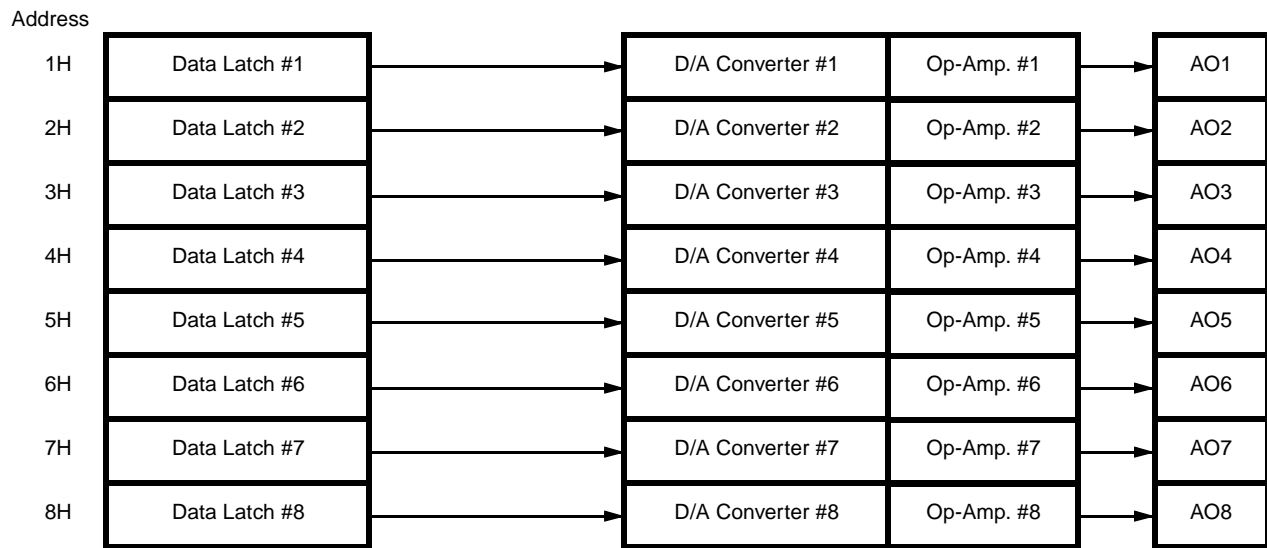 Address
1H Data Latch #1 D/A Converter #1 Op-Amp. #1 AO1
2H Data Latch #2 D/A Converter #2 Op-Amp. #2 AO2
3H Data Latch #3 D/A Converter #3 Op-Amp. #3 AO3
4H Data Latch #4 D/A Converter #4 Op-Amp. #4 AO4
5H Data Latch #5 D/A Converter #5 Op-Amp. #5 AO5
6H Data Latch #6 D/A Converter #6 Op-Amp. #6 AO6
7H Data Latch #7 D/A Converter #7 Op-Amp. #7 AO7
8H Data Latch #8 D/A Converter #8 Op-Amp. #8 AO8